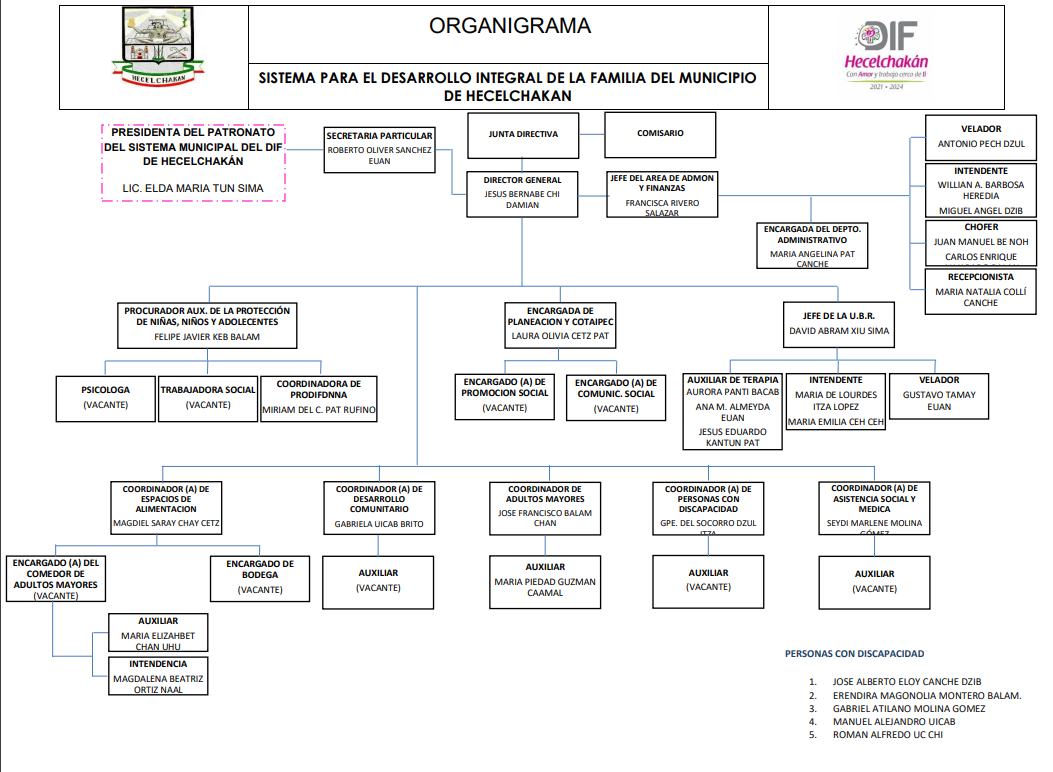 ORGANIGRAMA
HECELCHAKAN
SISTEMA PARA EL DESARROLLO INTEGRAL DE LA FAMILIA DEL MUNICIPIO
DE HECELCHAKAN
DIF
Hecelchakán
Con Amor y trabajo cerca de ti
2021 • 2024
PRESIDENTA DEL PATRONATO
DEL SISTEMA MUNICIPAL DEL DIF
DE HECELCHAKÁN
LIC. ELDA MARIA TUN SIMA
SECRETARIA PARTICULAR
ROBERTO OLIVER SANCHEZ
EUAN
JUNTA DIRECTIVA
COMISARIO
DIRECTOR GENERAL
JESUS BERNABE CHI
DAMIAN
JEFE DEL AREA DE ADMON
Y FINANZAS
FRANCISCA RIVERO
SALAZAR
VELADOR
ANTONIO PECH DZUL
INTENDENTE
WILLIAN A. BARBOSA
HEREDIA
MIGUEL ANGEL DZIB
CHOFER
JUAN MANUEL BE NOH
CARLOS ENRIQUE
RECEPCIONISTA
MARIA NATALIA COLLÍ
CANCHE
ENCARGADA DEL DEPTO.
ADMINISTRATIVO
MARIA ANGELINA PAT
CANCHE
PROCURADOR AUX. DE LA PROTECCIÓN
DE NIÑAS, NIÑOS Y ADOLECENTES
FELIPE JAVIER KEB BALAM
ENCARGADA DE
PLANEACION Y COTAIPEC
LAURA OLIVIA CETZ PAT
JEFE DE LA U.B.R.
DAVID ABRAM XIU SIMA
PSICOLOGA
(VACANTE)
TRABAJADORA SOCIAL
(VACANTE)
COORDINADORA DE
PRODIFDNNA
MIRIAM DEL C. PAT RUFINO
ENCARGADO (A) DE
PROMOCION SOCIAL
(VACANTE)
ENCARGADO (A) DE
COMUNIC. SOCIAL
(VACANTE)
AUXILIAR DE TERAPIA
AURORA PANTI BACAB
ANA M. ALMEYDA
EUAN
JESUS EDUARDO
KANTUN PAT
INTENDENTE
MARIA DE LOURDES
ITZA LOPEZ
MARIA EMILIA CEH CEH
VELADOR
GUSTAVO TAMAY
EUAN
COORDINADOR (A) DE
ESPACIOS DE
ALIMENTACION
MAGDIEL SARAY CHAY CETZ
COORDINADOR (A) DE
DESARROLLO
COMUNITARIO
GABRIELA UICAB BRITO
COORDINADOR DE
ADULTOS MAYORES
JOSE FRANCISCO BALAM
CHAN
COORDINADOR (A) DE
PERSONAS CON
DISCAPACIDAD
GPE. DEL SOCORRO DZUL
ITZA
COORDINADOR (A) DE
ASISTENCIA SOCIAL Y
MEDICA
SEYDI MARLENE MOLINA
GÓMEZ
ENCARGADO (A) DEL
COMEDOR DE
ADULTOS MAYORES
(VACANTE)
ENCARGADO DE
BODEGA
(VACANTE)
AUXILIAR
(VACANTE)
AUXILIAR
MARIA PIEDAD GUZMAN
CAAMAL
AUXILIAR
(VACANTE)
AUXILIAR
(VACANTE)
AUXILIAR
MARIA ELIZAHBET
CHAN UHU
INTENDENCIA
MAGDALENA BEATRIZ
ORTIZ NAAL
PERSONAS CON DISCAPACIDAD
1. JOSE ALBERTO ELOY CANCHE DZIB
2. ERENDIRA MAGONOLIA MONTERO BALAM.
3. GABRIEL ATILANO MOLINA GOMEZ
4. MANUEL ALEJANDRO UICAB
5. ROMAN ALFREDO UC CHI